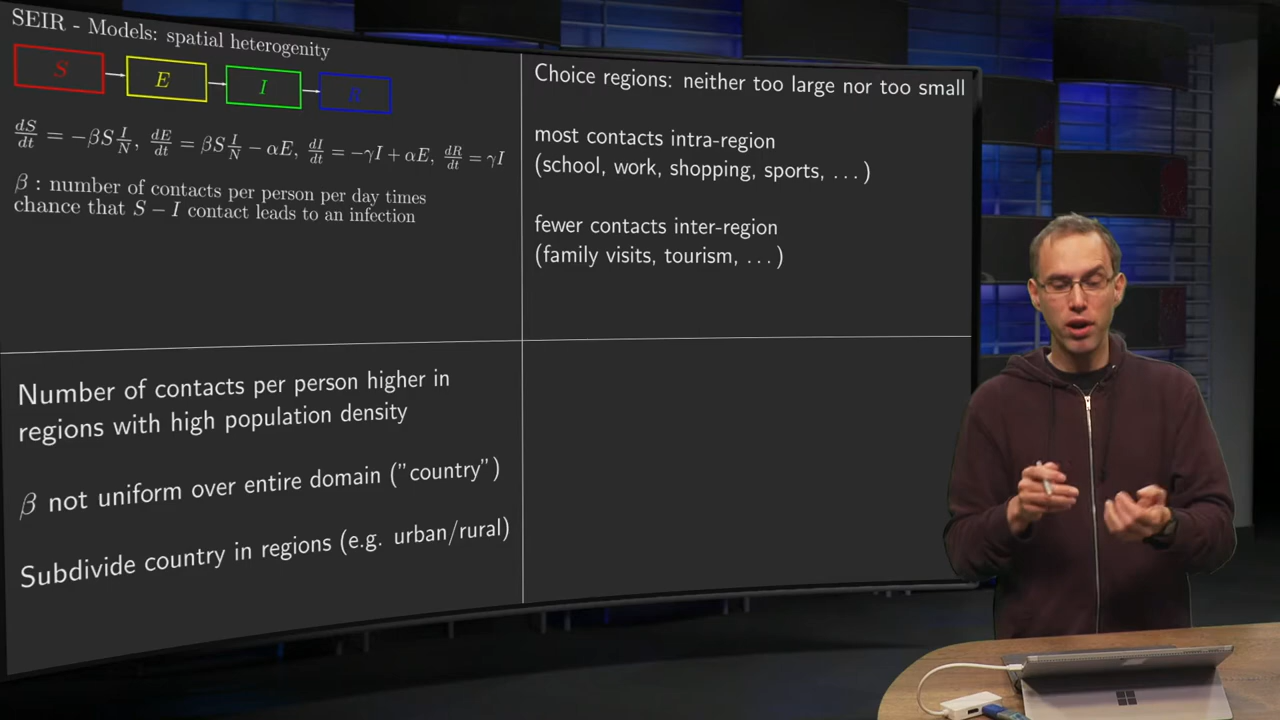 SEIR - Models: spatial heterogenity
S E I R
dS/dt = −βS I/N, dE/dt = βS I/N − αE, dI/dt = −γI + αE, dR/dt = γI
β : number of contacts per person per day times
chance that S − I contact leads to an infection
Number of contacts per person higher in
regions with high population density
β not uniform over entire domain ("country")
Subdivide country in regions (e.g. urban/rural)
Choice regions: neither too large nor too small
most contacts intra-region
(school, work, shopping, sports, ...)
fewer contacts inter-region
(family visits, tourism, ...)